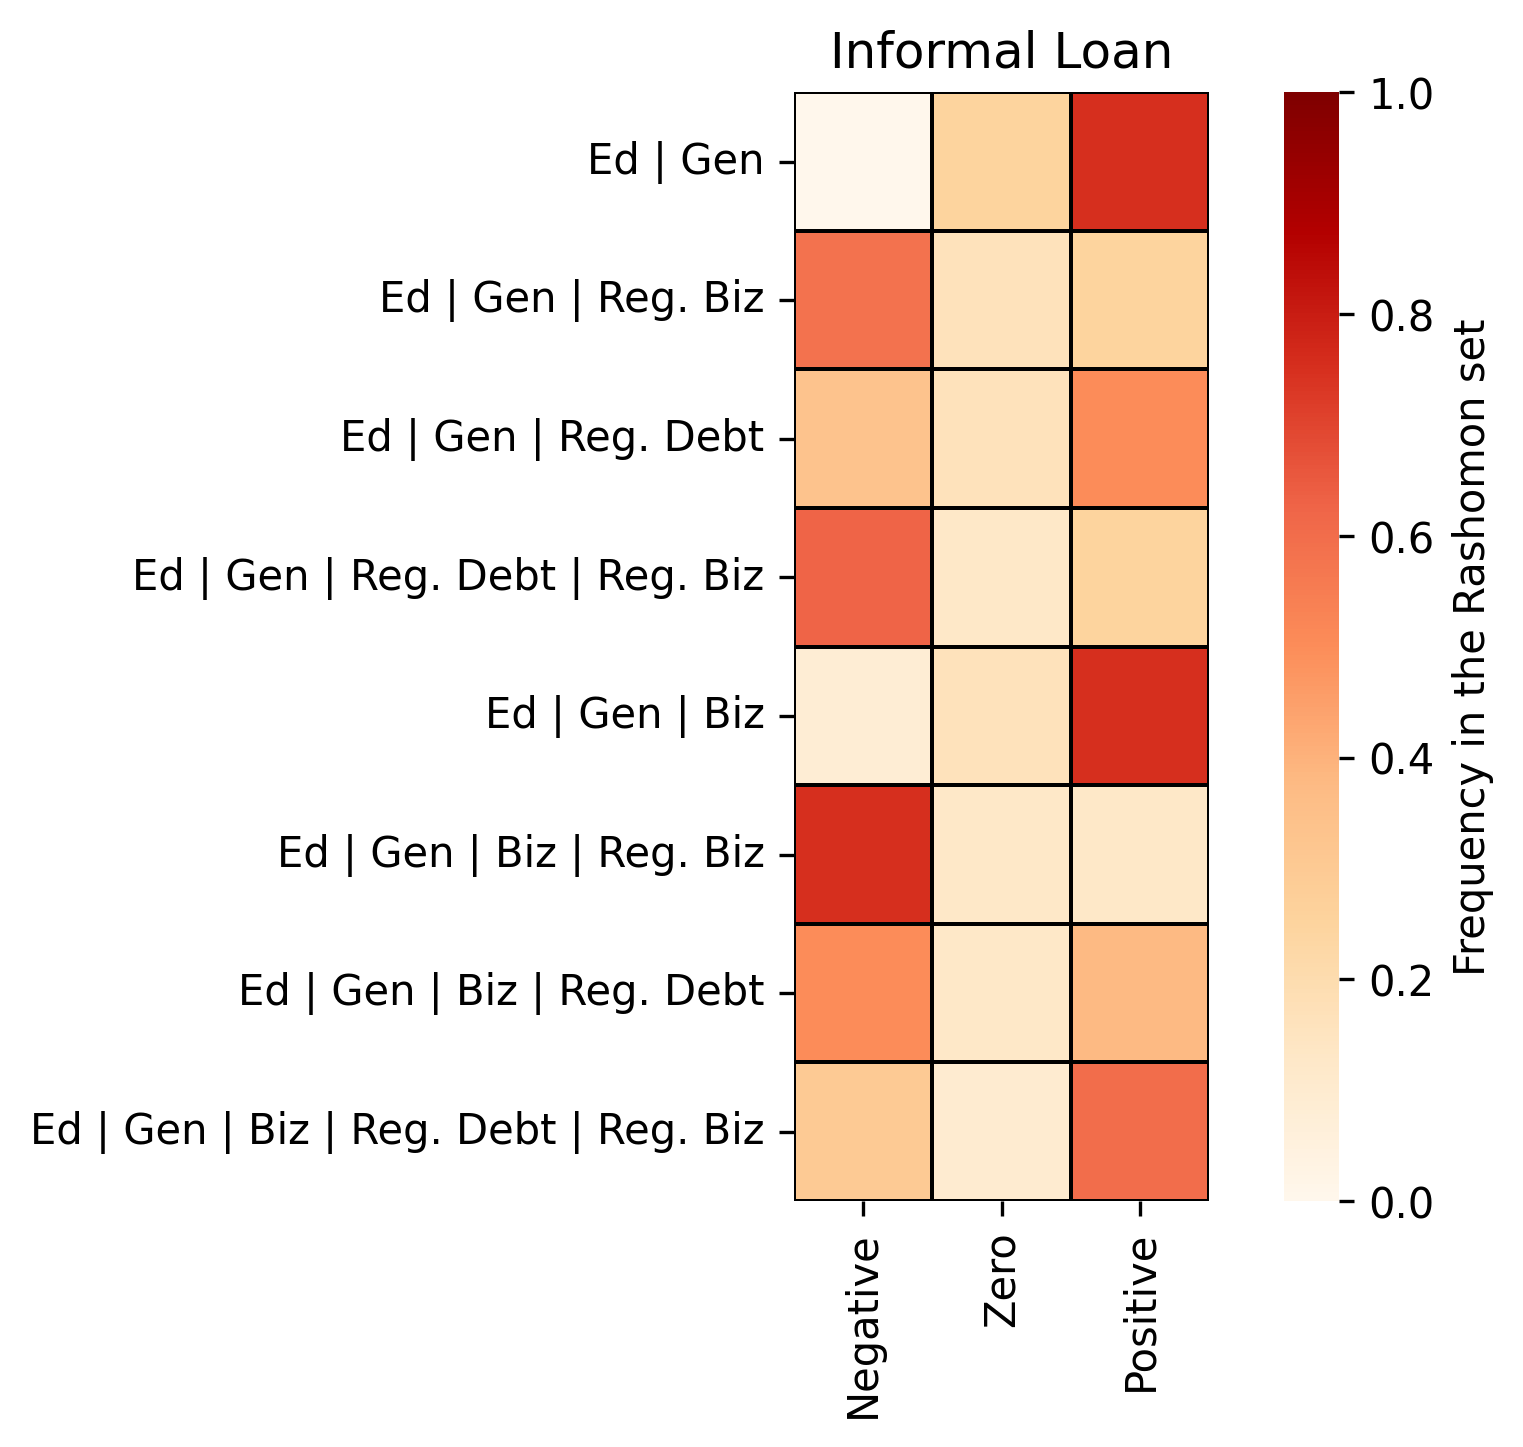 Informal Loan
Ed | Gen
Ed | Gen | Reg. Biz
Ed | Gen | Reg. Debt
Ed | Gen | Reg. Debt | Reg. Biz
Ed | Gen | Biz
Ed | Gen | Biz | Reg. Biz
Ed | Gen | Biz | Reg. Debt
Ed | Gen | Biz | Reg. Debt | Reg. Biz
Negative
Zero
Positive
1.0
0.8
0.6
0.4
0.2
0.0
Frequency in the Rashomon set